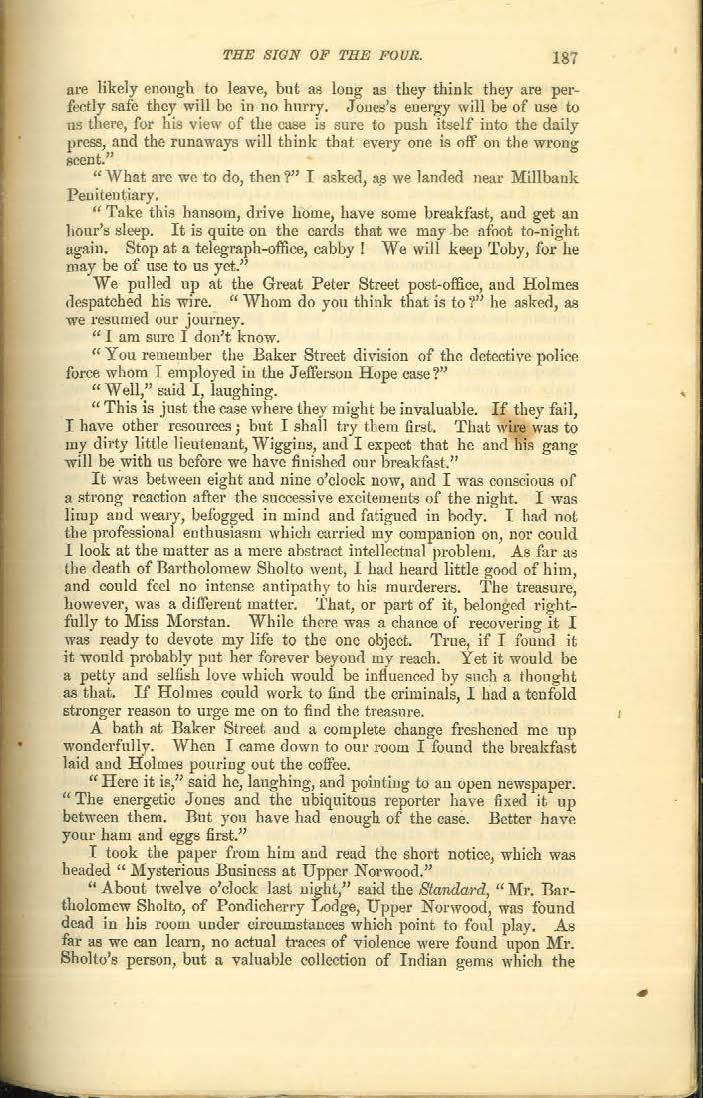 THE SIGN OF THE FOUR. 187
are likely enough to leave, but as long as they think they are per-
fectly safe they will be in no hurry. Jones's energy will be of use to
us there, for his view of the case is sure to push itself into the daily
press, and the runaways will think that every one is off on the wrong
scent."
"What are we to do, then?" I asked, as we landed near Millbank
Penitentiary.
"Take this hansom, drive home, have some breakfast, and get an
hour's sleep. It is quite on the cards that we may be afoot to-night
again. Stop at a telegraph-office, cabby! We will keep Toby, for he
may be of use to us yet."
We pulled up at the Great Peter Street post-office, and Holmes
despatched his wire. "Whom do you think that is to?" he asked, as
we resumed our journey.
"I am sure I don't know.
"You remember the Baker Street division of the detective police
force whom I employed in the Jefferson Hope case?"
"Well," said I, laughing.
"This is just the case where they might be invaluable. If they fail,
I have other resources; but I shall try them first. That wire was to
my dirty little lieutenant, Wiggins, and I expect that he and his gang
will be with us before we have finished our breakfast."
It was between eight and nine o'clock now, and I was conscious of
a strong reaction after the successive excitements of the night. I was
limp and weary, befogged in mind and fatigued in body. I had not
the professional enthusiasm which carried my companion on, nor could
I look at the matter as a mere abstract intellectual problem. As far as
the death of Bartholomew Sholto went, I had heard little good of him,
and could feel no intense antipathy to his murderers. The treasure,
however, was a different matter. That, or part of it, belonged right-
fully to Miss Morstan. While there was a chance of recovering it I
was ready to devote my life to the one object. True, if I found it
it would probably put her forever beyond my reach. Yet it would be
a petty and selfish love which would be influenced by such a thought
as that. If Holmes could work to find the criminals, I had a tenfold
stronger reason to urge me on to find the treasure.
A bath at Baker Street and a complete change freshened me up
wonderfully. When I came down to our room I found the breakfast
laid and Holmes pouring out the coffee.
"Here it is," said he, laughing, and pointing to an open newspaper.
"The energetic Jones and the ubiquitous reporter have fixed it up
between them. But you have had enough of the case. Better have
your ham and eggs first."
I took the paper from him and read the short notice, which was
headed "Mysterious Business at Upper Norwood."
"About twelve o'clock last night," said the Standard, "Mr. Bar-
tholomew Sholto, of Pondicherry Lodge, Upper Norwood, was found
dead in his room under circumstances which point to foul play. As
far as we can learn, no actual traces of violence were found upon Mr.
Sholto's person, but a valuable collection of Indian gems which the